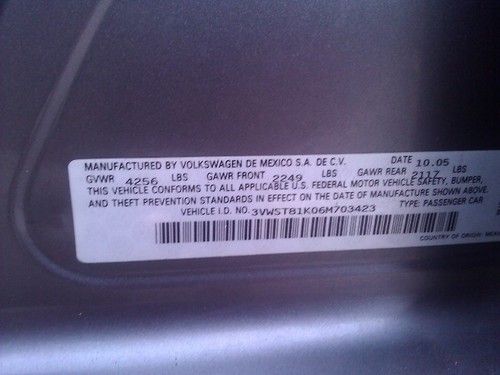 MANUFACTURED BY VOLKSWAGEN DE MEXICO S.A. DE C.V. DATE 10.05
GVWR 4256 LBS GAWR FRONT 2249 LBS GAWR REAR 2117 LBS
THIS VEHICLE CONFORMS TO ALL APPLICABLE U.S. FEDERAL MOTOR VEHICLE SAFETY, BUMPER,
AND THEFT PREVENTION STANDARDS IN EFFECT ON THE DATE OF MANUFACTURE SHOWN ABOVE.
VEHICLE I.D. NO. 3VWST81K06M703423 TYPE: PASSENGER CAR
COUNTRY OF ORIGIN: MEXI